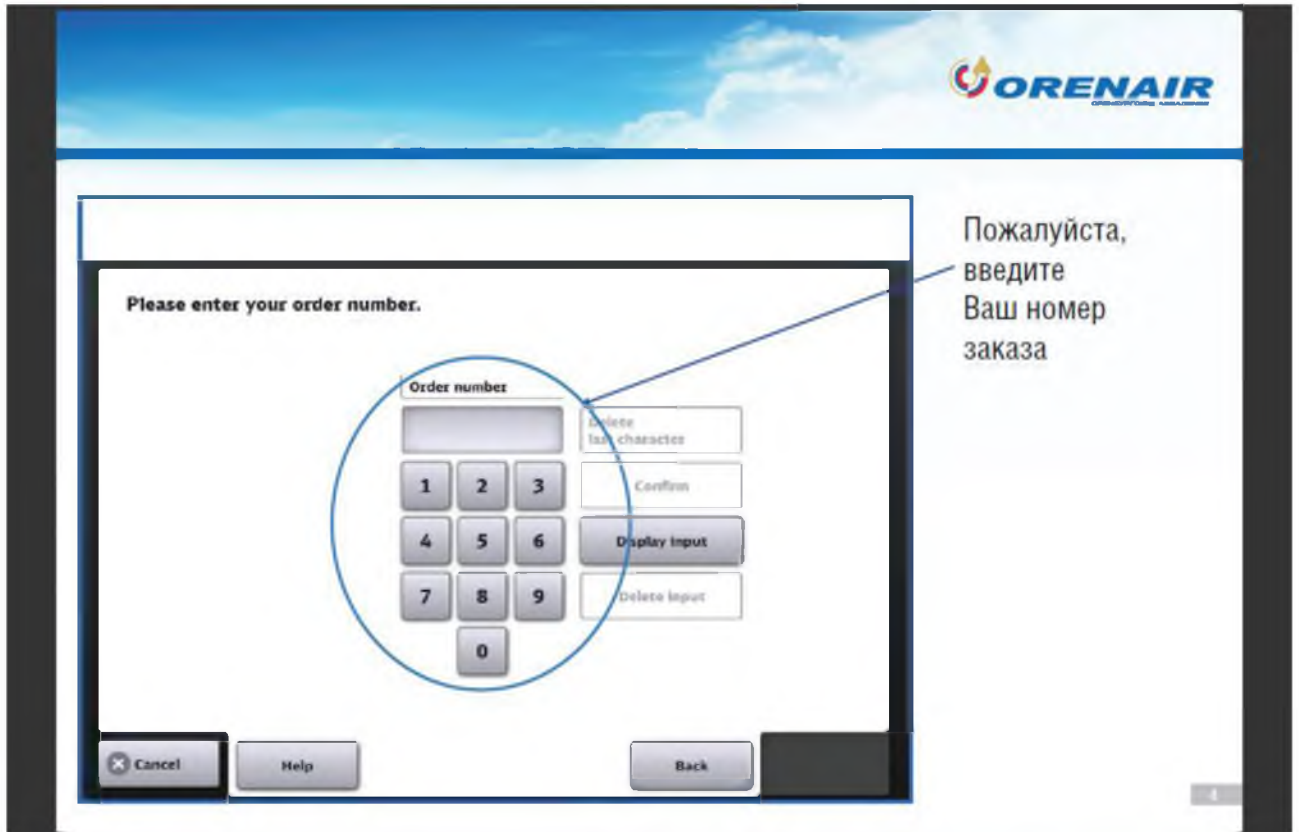 ORENAIR
Пожалуйста,
введите
Ваш номер
заказа
Please enter your order number.
Order number
Delete
last character
1 2 3
Confirm
4 5 6
Display input
7 8 9
Delete input
0
Cancel
Help
Back
4